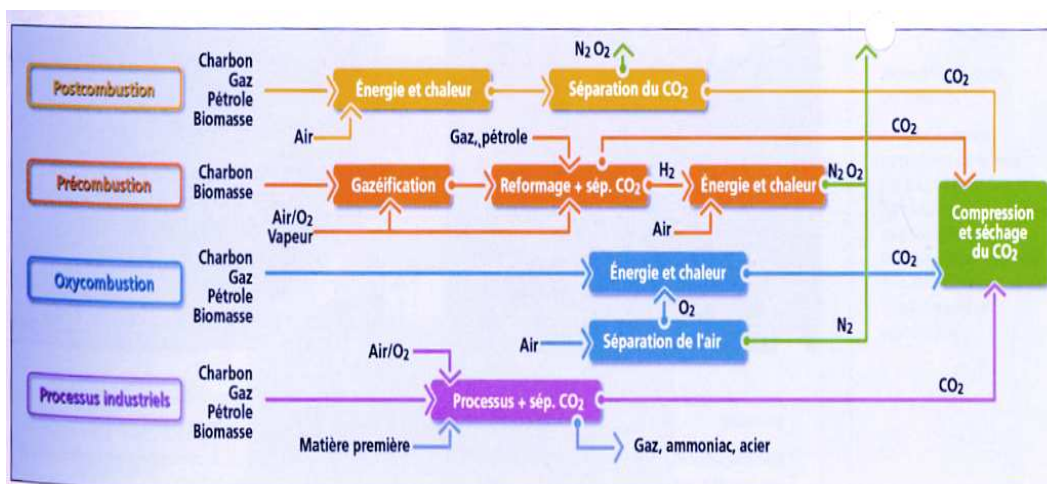 Postcombustion
Charbon
Gaz
Pétrole
Biomasse
Air
Énergie et chaleur
N₂ O₂
Séparation du CO₂
CO₂
Précombustion
Charbon
Biomasse
Air/O₂
Vapeur
Gazéification
Gaz, pétrole
Reformage + sép. CO₂
H₂
Air
Énergie et chaleur
N₂ O₂
CO₂
Compression
et séchage
du CO₂
Oxycombustion
Charbon
Gaz
Pétrole
Biomasse
Énergie et chaleur
CO₂
O₂
Air
Séparation de l'air
N₂
Processus industriels
Charbon
Gaz
Pétrole
Biomasse
Air/O₂
Processus + sép. CO₂
CO₂
Matière première
Gaz, ammoniac, acier